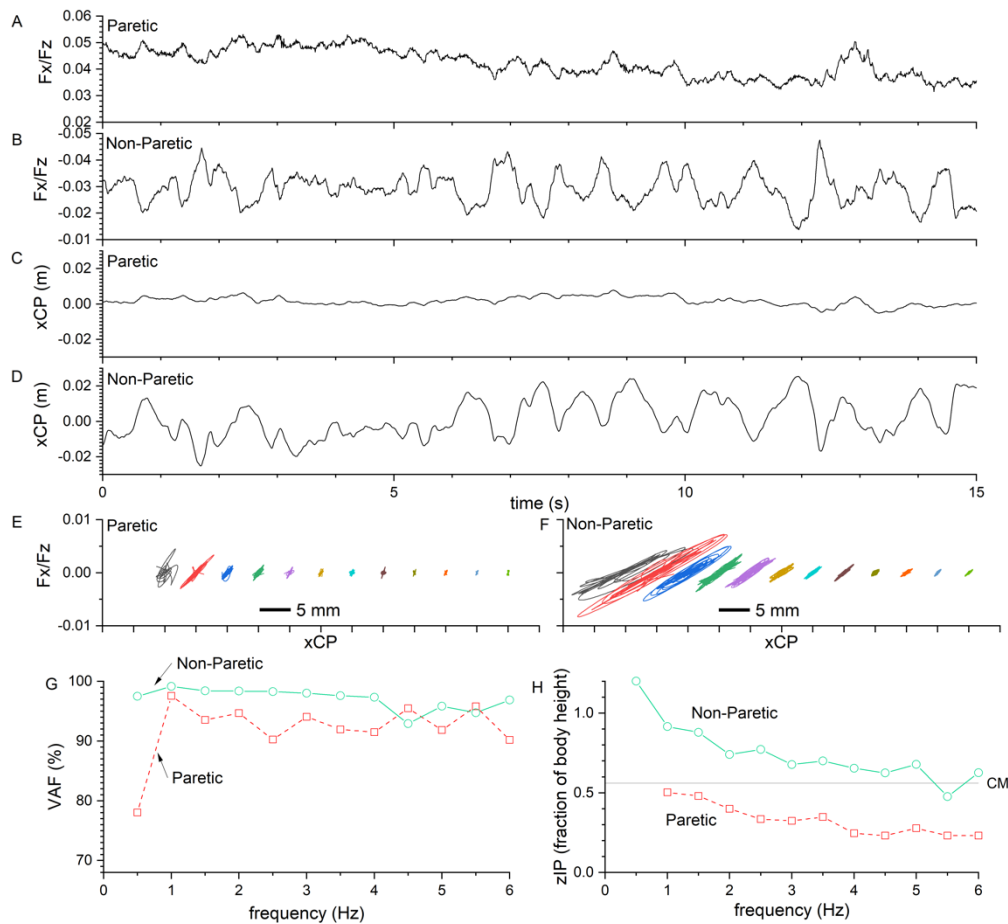 A
Paretic
Fx/Fz
0.06
0.05
0.04
0.03
0.02
B
Non-Paretic
Fx/Fz
-0.05
-0.04
-0.03
-0.02
-0.01
C
Paretic
xCP (m)
0.02
0.00
-0.02
D
Non-Paretic
xCP (m)
0.02
0.00
-0.02
0 5 10 15
time (s)
E
Paretic
Fx/Fz
0.01
0.00
-0.01
5 mm
xCP
F
Non-Paretic
5 mm
xCP
G
Non-Paretic
Paretic
VAF (%)
100
90
80
70
0 1 2 3 4 5 6
frequency (Hz)
H
Non-Paretic
CM
Paretic
zIP (fraction of body height)
1.0
0.5
0.0
0 1 2 3 4 5 6
frequency (Hz)